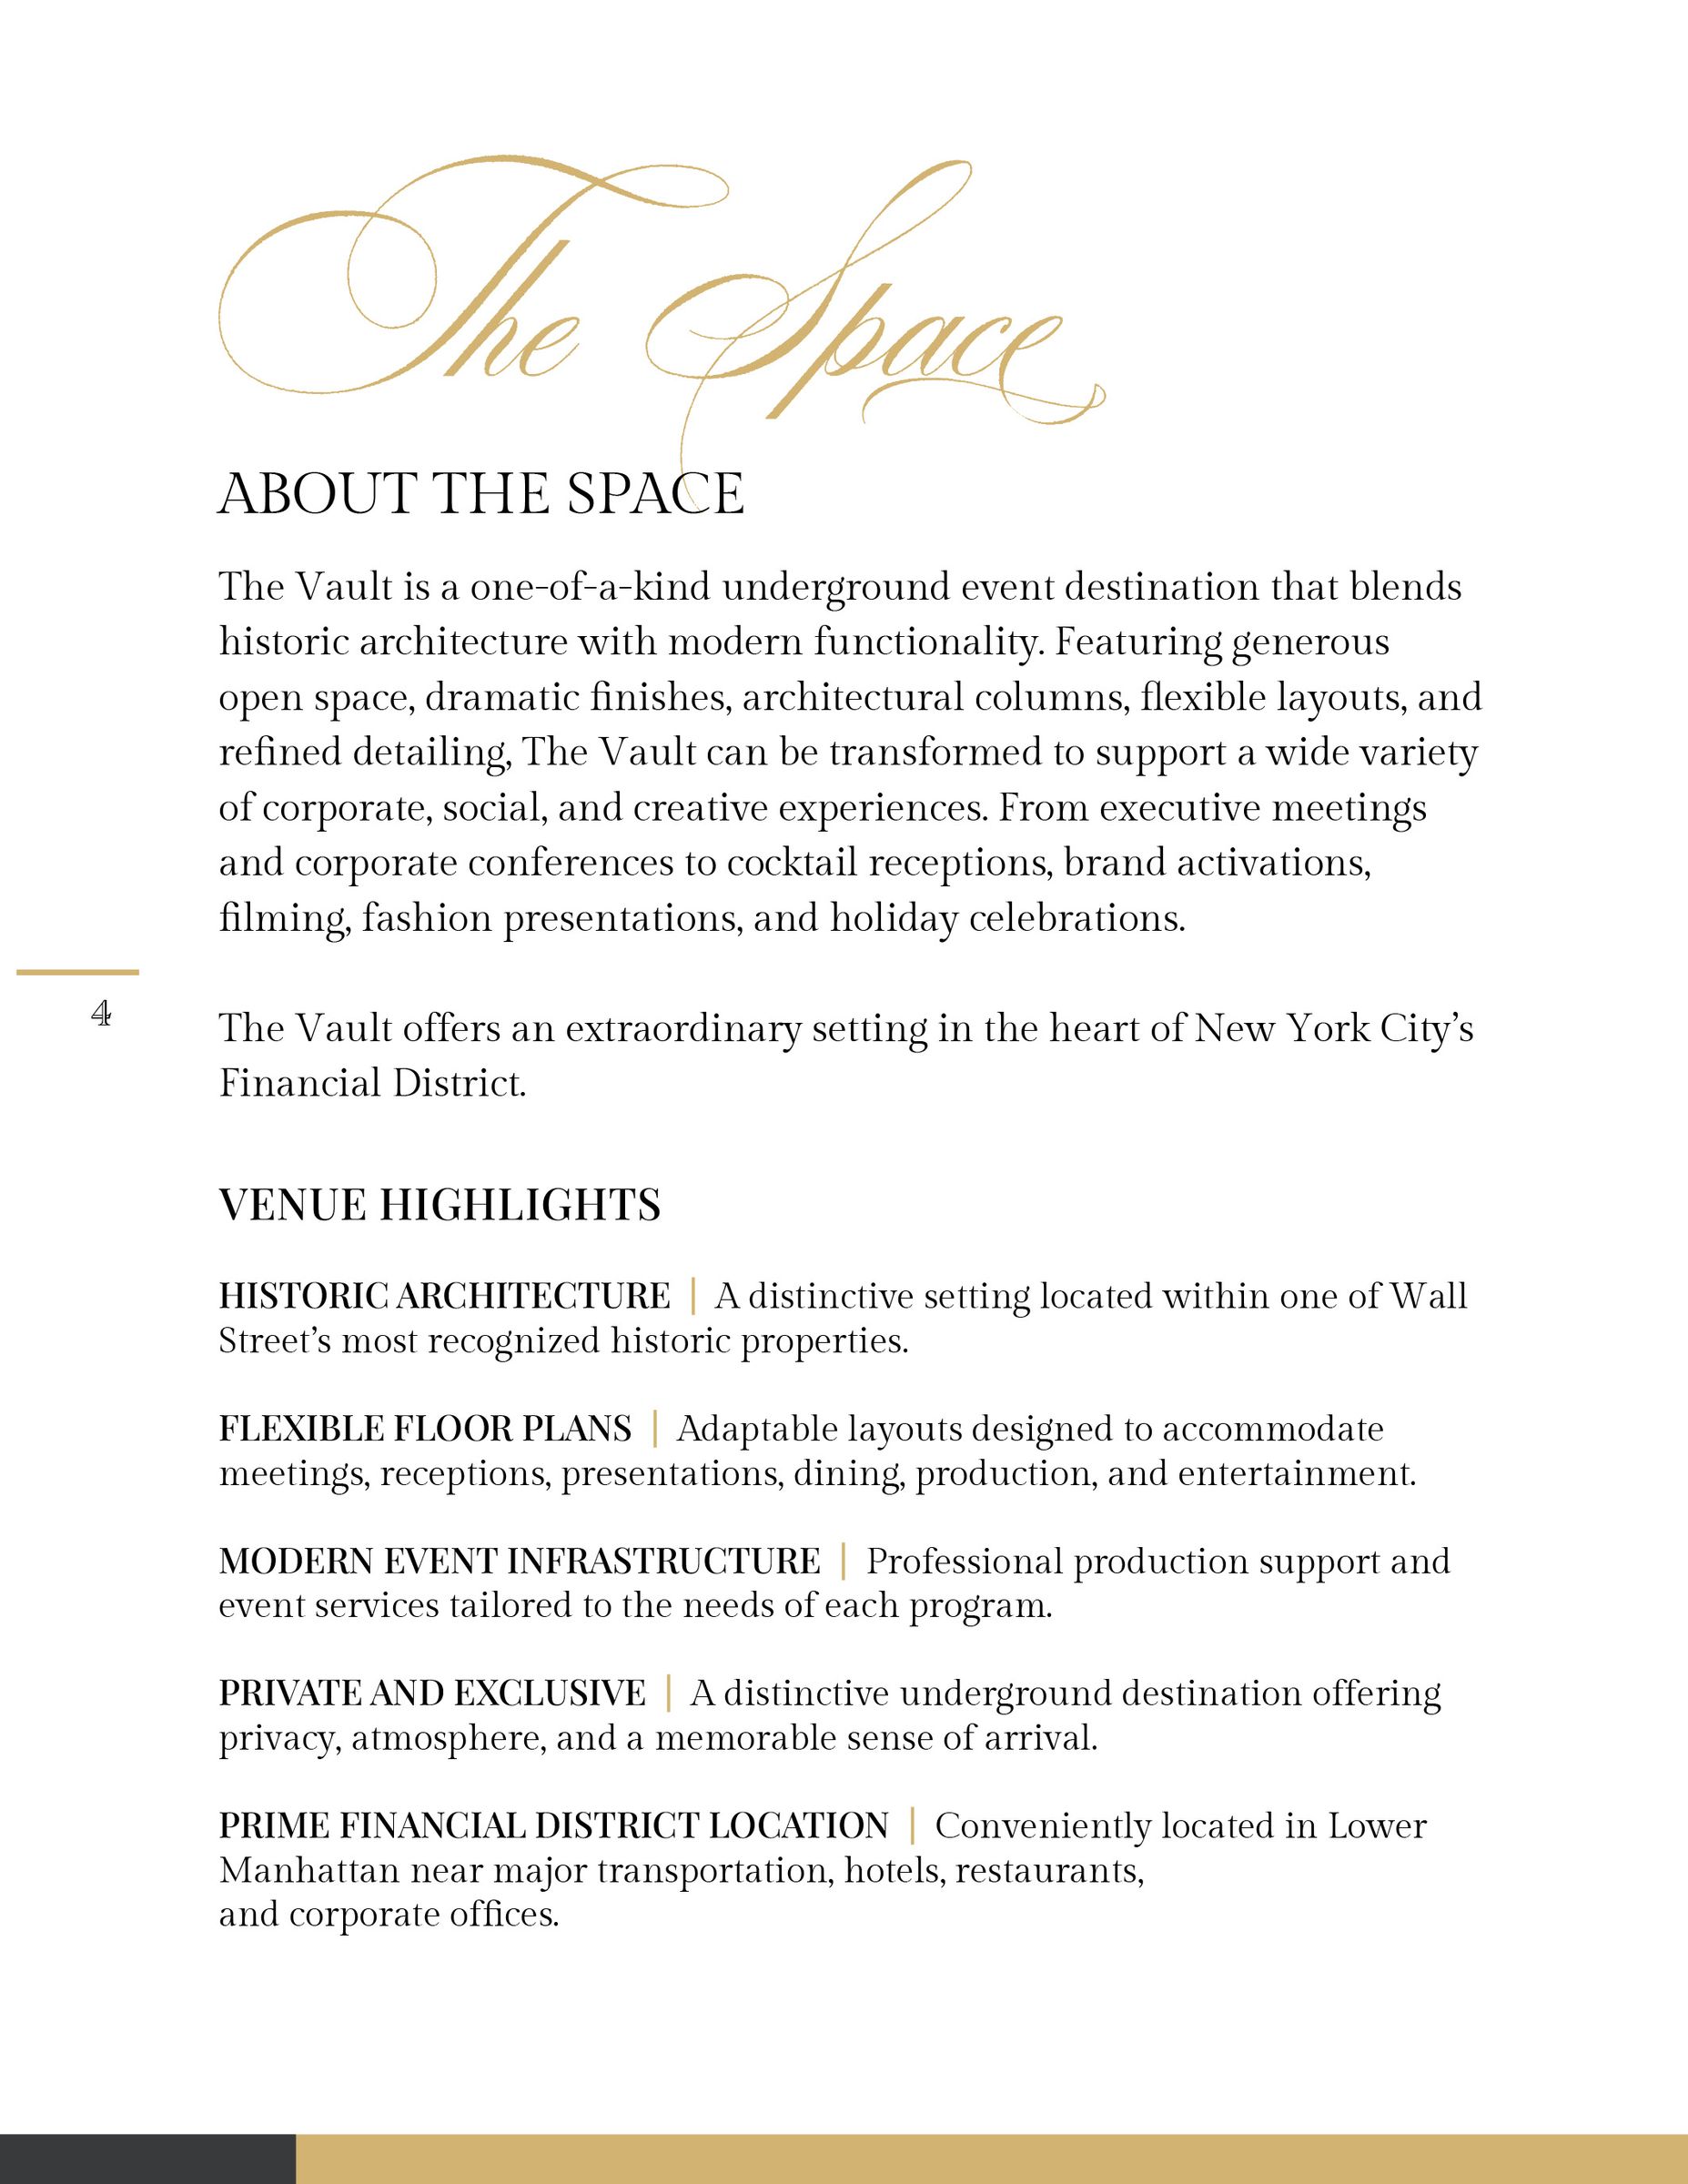 The Space
ABOUT THE SPACE
The Vault is a one-of-a-kind underground event destination that blends
historic architecture with modern functionality. Featuring generous
open space, dramatic finishes, architectural columns, flexible layouts, and
refined detailing, The Vault can be transformed to support a wide variety
of corporate, social, and creative experiences. From executive meetings
and corporate conferences to cocktail receptions, brand activations,
filming, fashion presentations, and holiday celebrations.
4
The Vault offers an extraordinary setting in the heart of New York City’s
Financial District.
VENUE HIGHLIGHTS
HISTORIC ARCHITECTURE | A distinctive setting located within one of Wall
Street’s most recognized historic properties.
FLEXIBLE FLOOR PLANS | Adaptable layouts designed to accommodate
meetings, receptions, presentations, dining, production, and entertainment.
MODERN EVENT INFRASTRUCTURE | Professional production support and
event services tailored to the needs of each program.
PRIVATE AND EXCLUSIVE | A distinctive underground destination offering
privacy, atmosphere, and a memorable sense of arrival.
PRIME FINANCIAL DISTRICT LOCATION | Conveniently located in Lower
Manhattan near major transportation, hotels, restaurants,
and corporate offices.